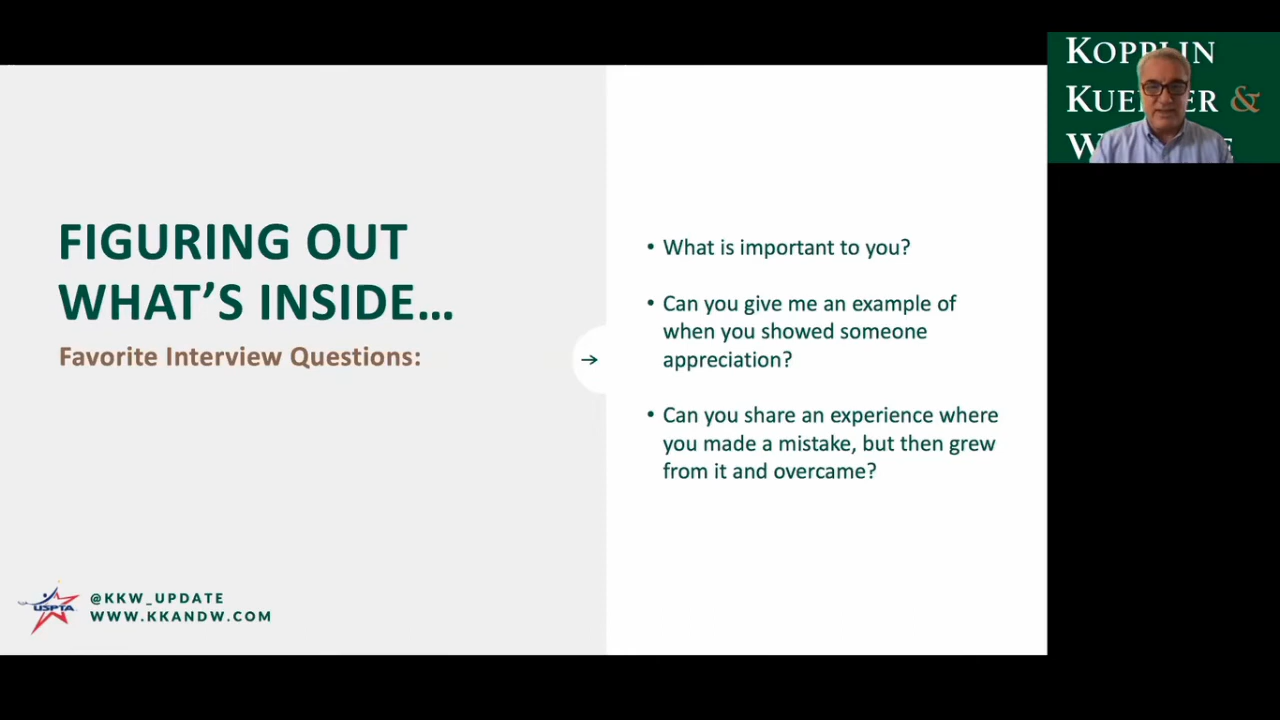 FIGURING OUT
WHAT'S INSIDE...
Favorite Interview Questions:
• What is important to you?
• Can you give me an example of
when you showed someone
appreciation?
• Can you share an experience where
you made a mistake, but then grew
from it and overcame?
USPTA
@KKW_UPDATE
WWW.KKANDW.COM
KOPPLIN
&